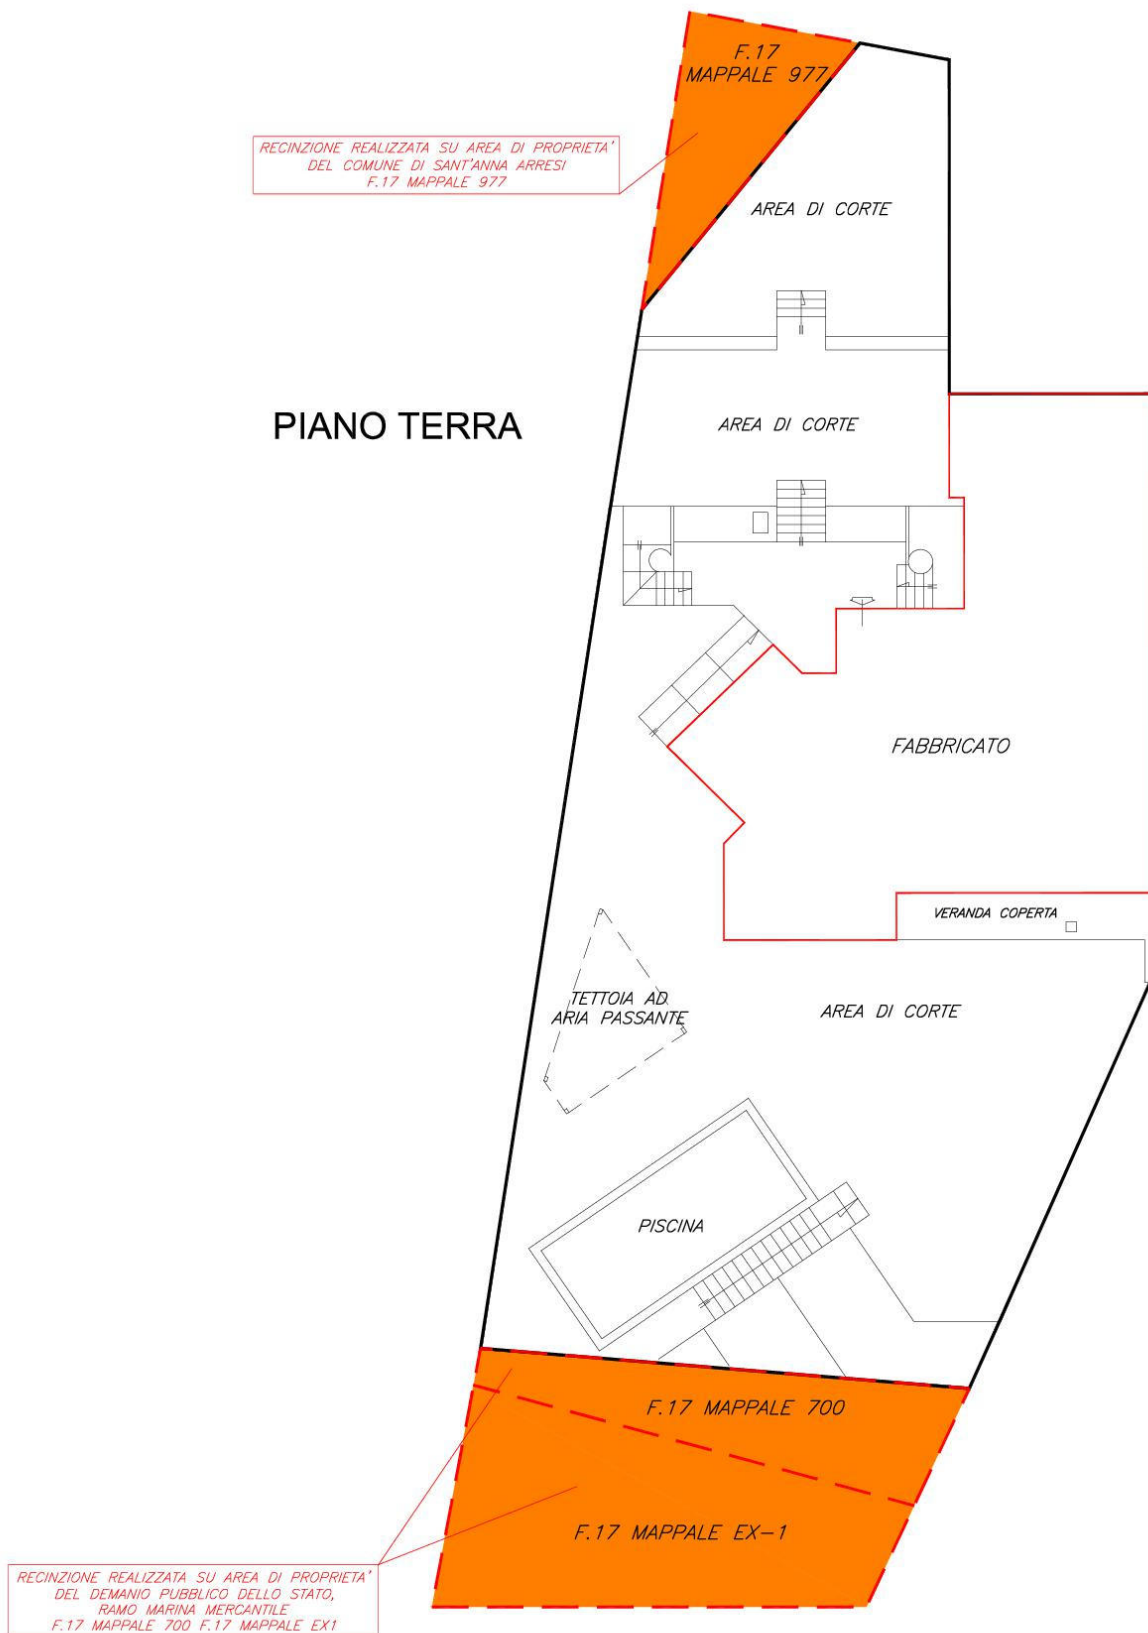 F.17
MAPPALE 977
RECINZIONE REALIZZATA SU AREA DI PROPRIETA'
DEL COMUNE DI SANT'ANNA ARRESI
F.17 MAPPALE 977
AREA DI CORTE
PIANO TERRA
AREA DI CORTE
FABBRICATO
VERANDA COPERTA
TETTOIA AD
ARIA PASSANTE
AREA DI CORTE
PISCINA
F.17 MAPPALE 700
F.17 MAPPALE EX-1
RECINZIONE REALIZZATA SU AREA DI PROPRIETA'
DEL DEMANIO PUBBLICO DELLO STATO,
RAMO MARINA MERCANTILE
F.17 MAPPALE 700 F.17 MAPPALE EX1